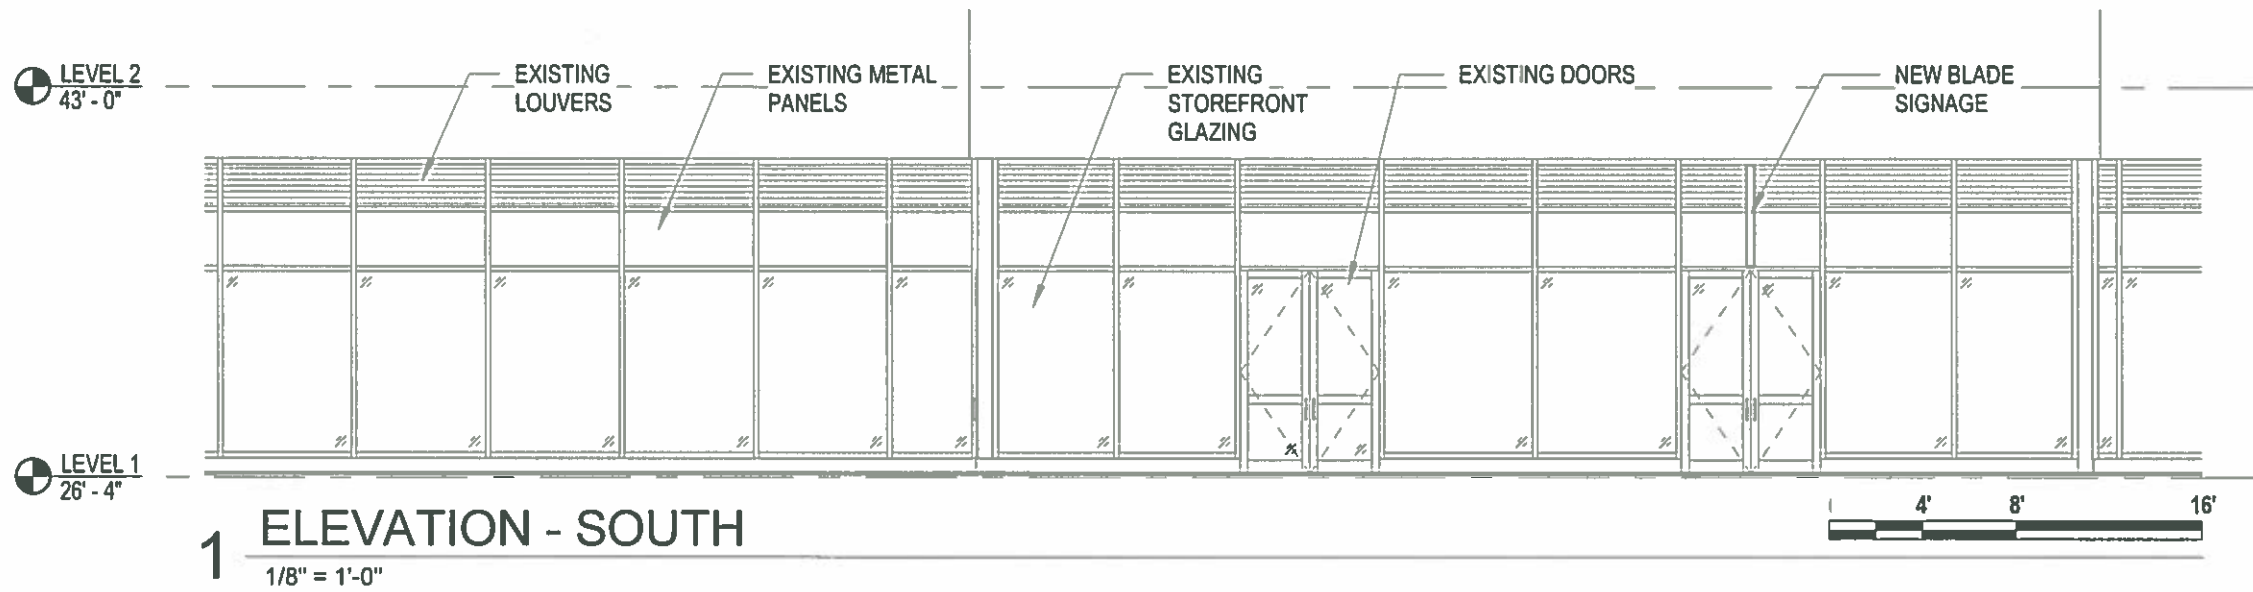 LEVEL 2
43' - 0"
EXISTING
LOUVERS
EXISTING METAL
PANELS
EXISTING
STOREFRONT
GLAZING
EXISTING DOORS
NEW BLADE
SIGNAGE
LEVEL 1
26' - 4"
4' 8' 16'
1 ELEVATION - SOUTH
1/8" = 1'-0"